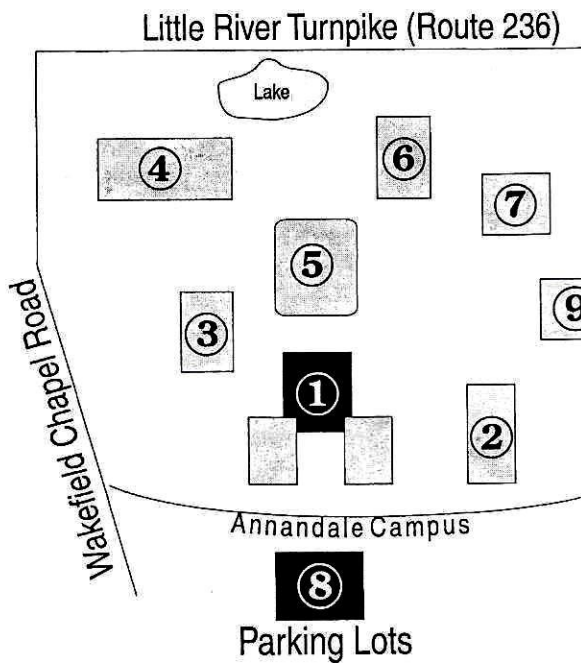 Little River Turnpike (Route 236)
Lake
4
6
7
5
9
3
1
2
Wakefield Chapel Road
Annandale Campus
8
Parking Lots